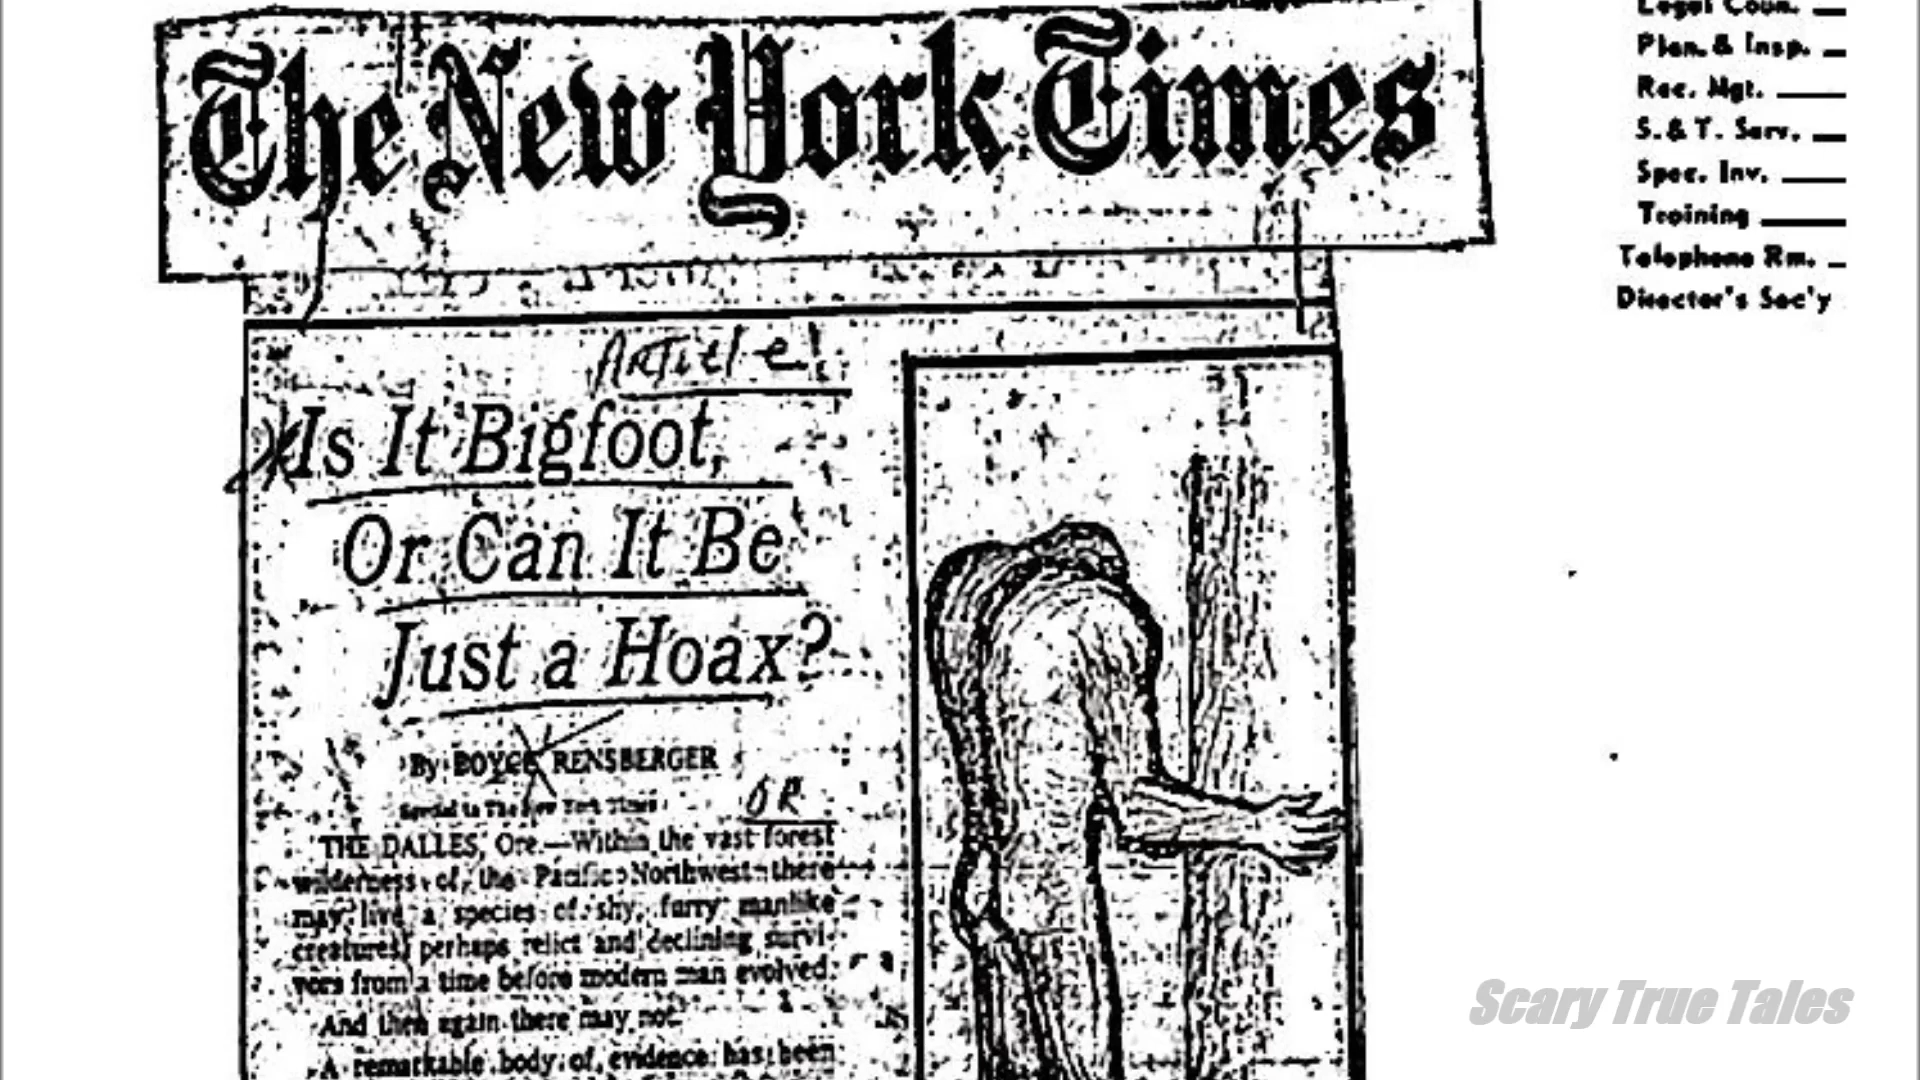 The New York Times
Legal Coun.
Plan. & Insp.
Rec. Mgt.
S. & T. Serv.
Spec. Inv.
Training
Telephone Rm.
Director's Sec'y
Article!
Is It Bigfoot,
Or Can It Be
Just a Hoax?
By BOYCE RENSBERGER
Special to The New York Times
OR
THE DALLES, Ore.—Within the vast forest
wilderness of the Pacific Northwest there
may live a species of shy, furry manlike
creatures, perhaps relict and declining survi-
vors from a time before modern man evolved.
And then again there may not.
A remarkable body of evidence has been
Scary True Tales